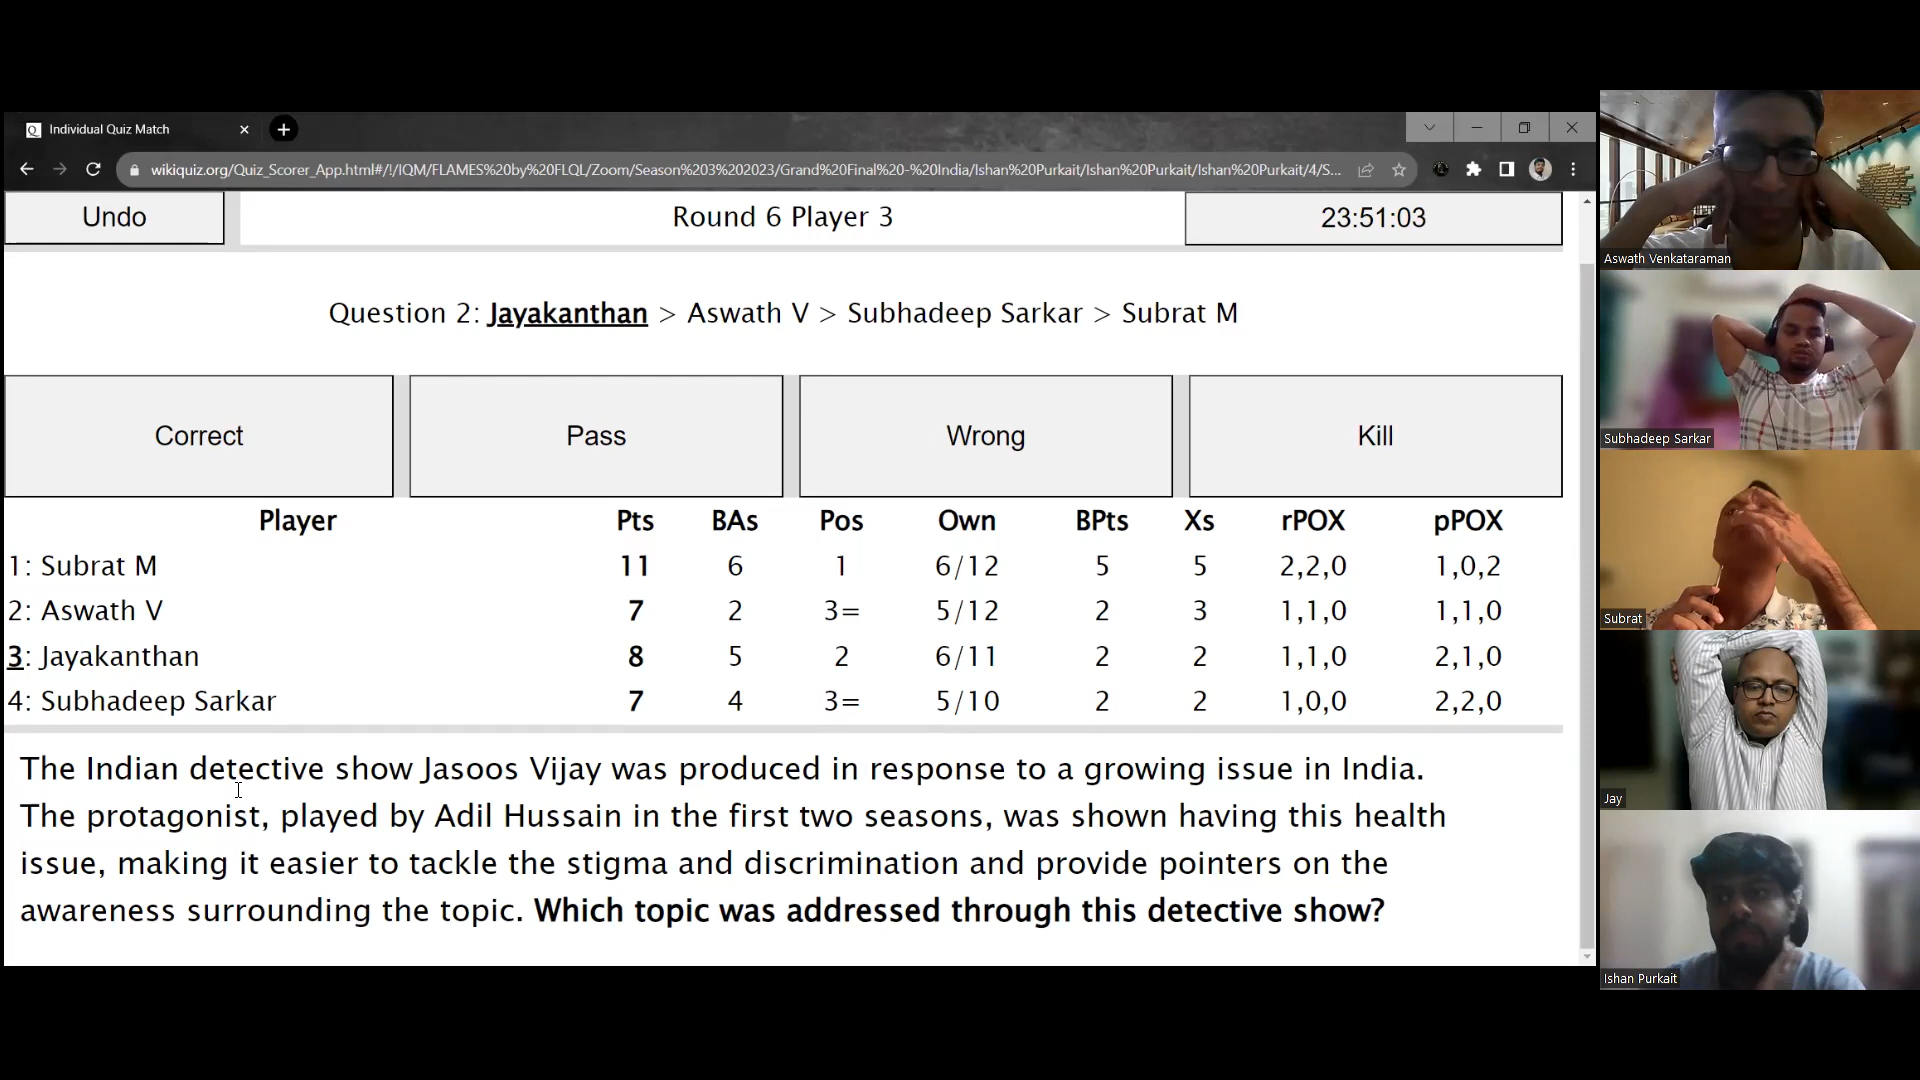 Individual Quiz Match
wikiquiz.org/Quiz_Scorer_App.html#/!/IQM/FLAMES%20by%20FLQL/Zoom/Season%203%202023/Grand%20Final%20-%20India/Ishan%20Purkait/Ishan%20Purkait/Ishan%20Purkait/4/S...
Undo Round 6 Player 3 23:51:03
Question 2: Jayakanthan > Aswath V > Subhadeep Sarkar > Subrat M
Correct Pass Wrong Kill
Player Pts BAs Pos Own BPts Xs rPOX pPOX
1: Subrat M 11 6 1 6/12 5 5 2,2,0 1,0,2
2: Aswath V 7 2 3= 5/12 2 3 1,1,0 1,1,0
3: Jayakanthan 8 5 2 6/11 2 2 1,1,0 2,1,0
4: Subhadeep Sarkar 7 4 3= 5/10 2 2 1,0,0 2,2,0
The Indian detective show Jasoos Vijay was produced in response to a growing issue in India.
The protagonist, played by Adil Hussain in the first two seasons, was shown having this health
issue, making it easier to tackle the stigma and discrimination and provide pointers on the
awareness surrounding the topic. Which topic was addressed through this detective show?
Aswath Venkataraman
Subhadeep Sarkar
Subrat
Jay
Ishan Purkait